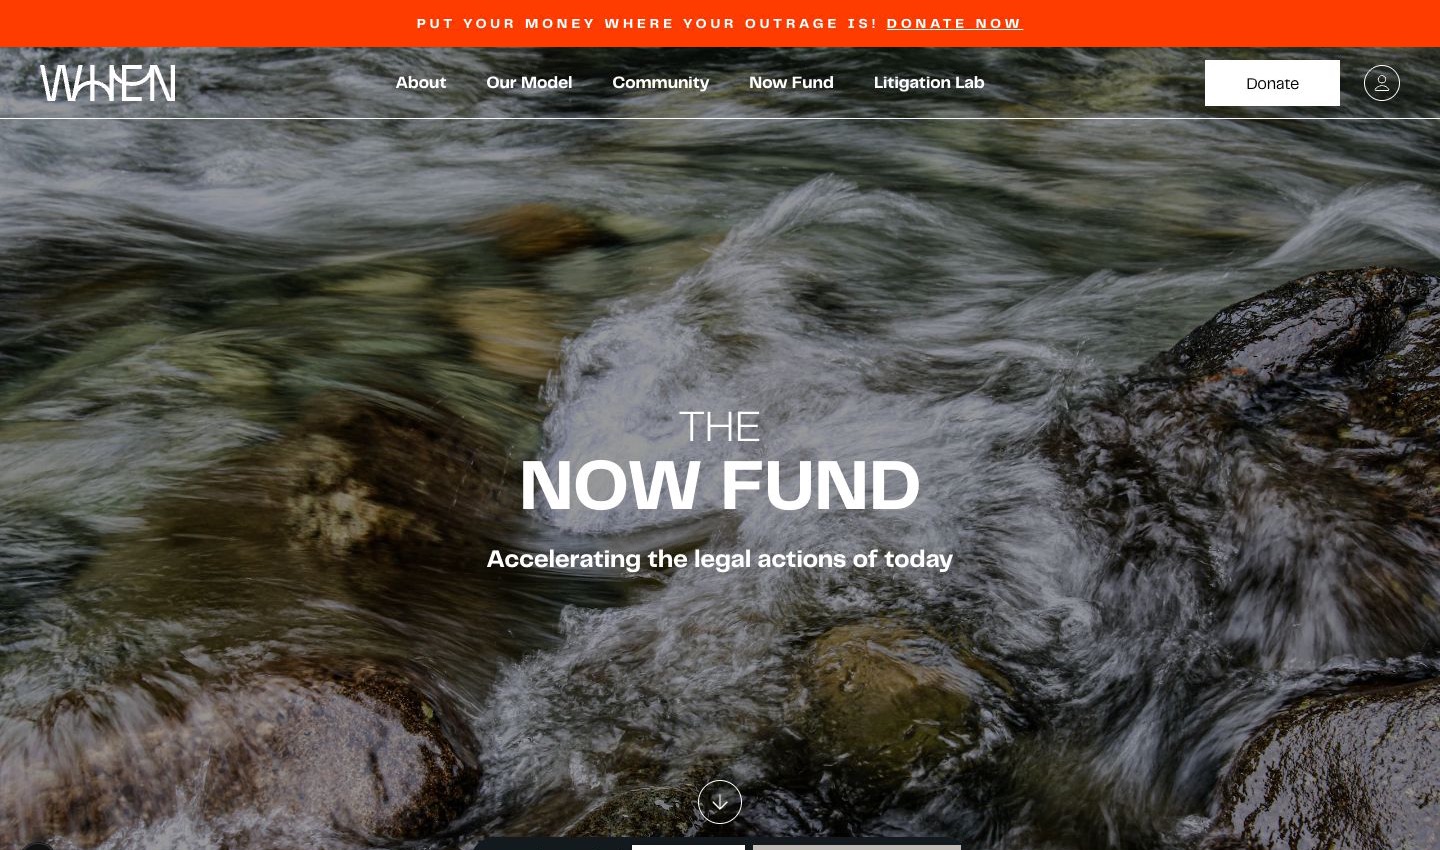 PUT YOUR MONEY WHERE YOUR OUTRAGE IS! DONATE NOW
WHEN
About
Our Model
Community
Now Fund
Litigation Lab
Donate
THE
NOW FUND
Accelerating the legal actions of today